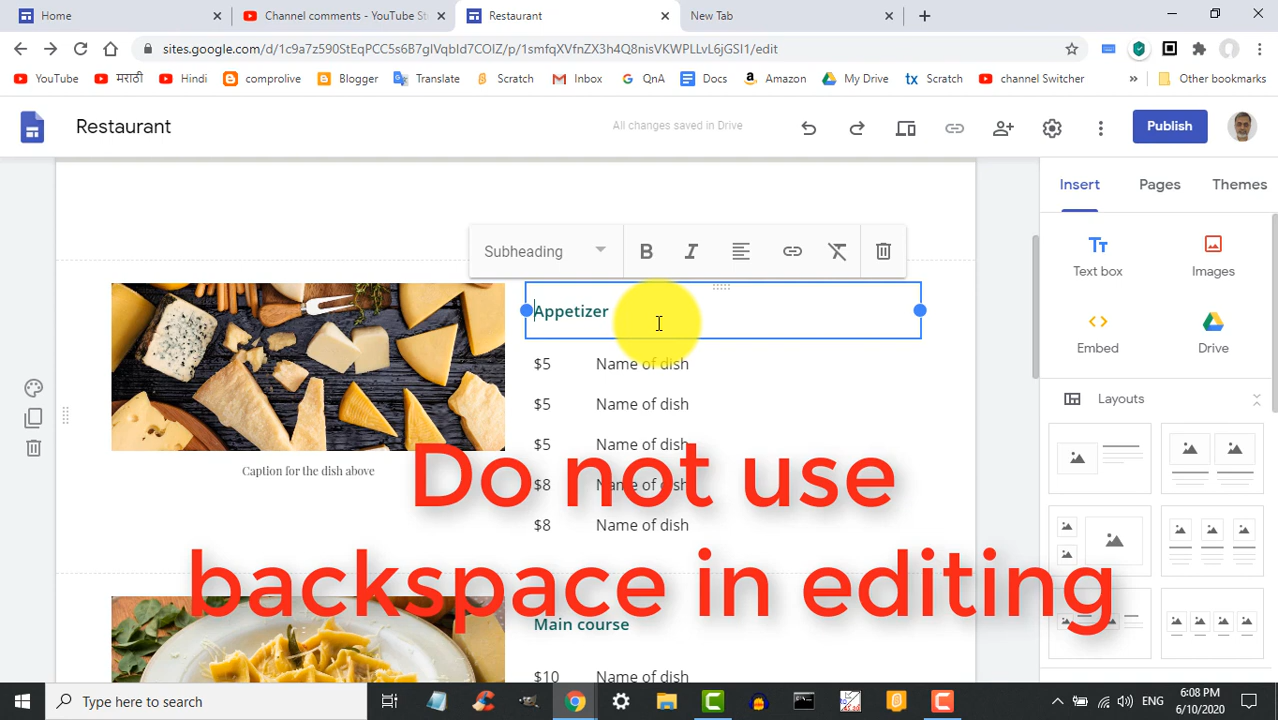 Home
Channel comments - YouTube St
Restaurant
New Tab
sites.google.com/d/1c9a7z590StEqPCC5s6B7gIVqbId7COIZ/p/1smfqXVfnZX3h4Q8nisVKWPLLvL6jGSI1/edit
YouTube
मराठी
Hindi
comprolive
Blogger
Translate
Scratch
Inbox
QnA
Docs
Amazon
My Drive
tx Scratch
channel Switcher
»
Other bookmarks
Restaurant
All changes saved in Drive
Publish
Insert
Pages
Themes
Subheading
B
I
Tt
Text box
Images
Embed
Drive
Layouts
Appetizer
$5 Name of dish
$5 Name of dish
$5 Name of dish
$8 Name of dish
$8 Name of dish
Caption for the dish above
Do not use
backspace in editing
Main course
$10 Name of dish
Type here to search
ENG
6:08 PM
6/10/2020